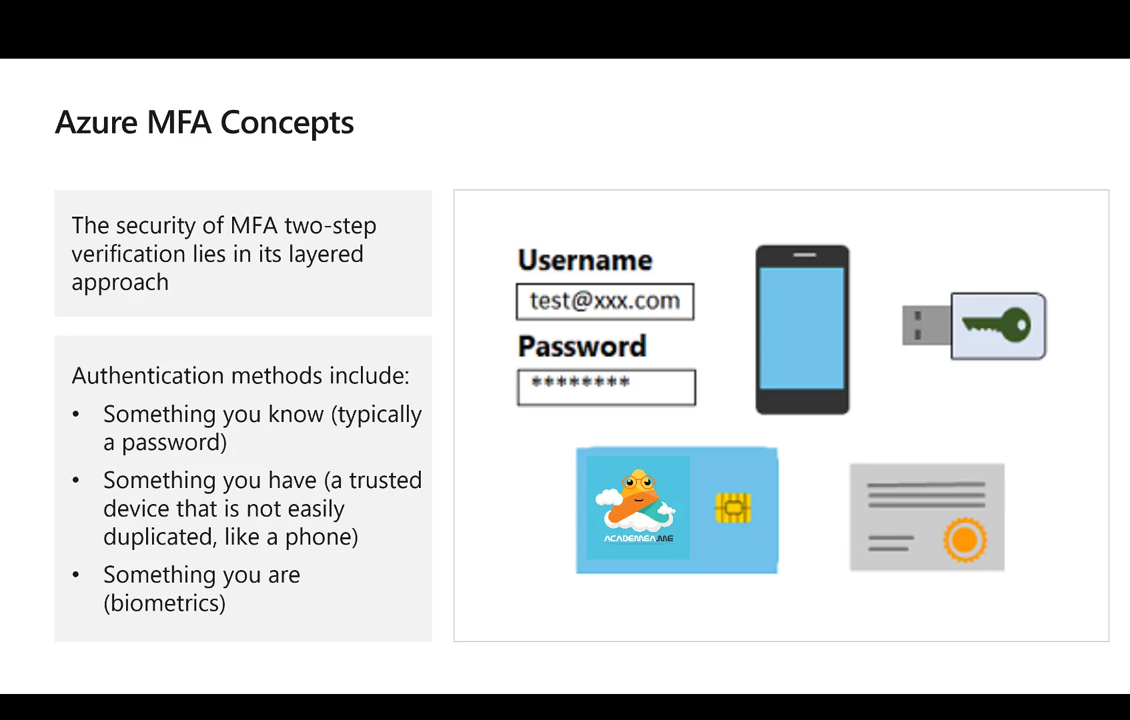 Azure MFA Concepts
The security of MFA two-step
verification lies in its layered
approach
Authentication methods include:
• Something you know (typically
a password)
• Something you have (a trusted
device that is not easily
duplicated, like a phone)
• Something you are
(biometrics)
Username
test@xxx.com
Password
********
ACADEMEA.ME